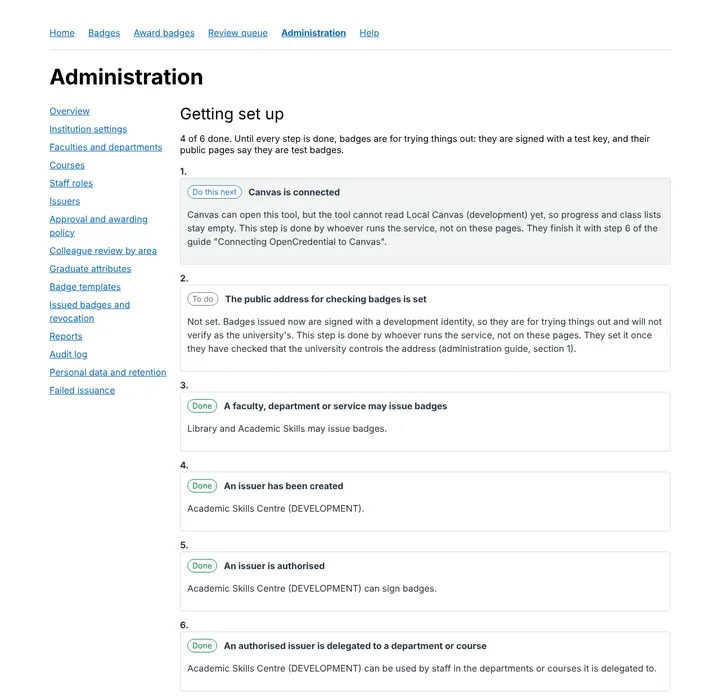 Home Badges Award badges Review queue Administration Help
Administration
Overview
Institution settings
Faculties and departments
Courses
Staff roles
Issuers
Approval and awarding
policy
Colleague review by area
Graduate attributes
Badge templates
Issued badges and
revocation
Reports
Audit log
Personal data and retention
Failed issuance
Getting set up
4 of 6 done. Until every step is done, badges are for trying things out: they are signed with a test key, and their
public pages say they are test badges.
1.
Do this next Canvas is connected
Canvas can open this tool, but the tool cannot read Local Canvas (development) yet, so progress and class lists
stay empty. This step is done by whoever runs the service, not on these pages. They finish it with step 6 of the
guide "Connecting OpenCredential to Canvas".
2.
To do The public address for checking badges is set
Not set. Badges issued now are signed with a development identity, so they are for trying things out and will not
verify as the university's. This step is done by whoever runs the service, not on these pages. They set it once
they have checked that the university controls the address (administration guide, section 1).
3.
Done A faculty, department or service may issue badges
Library and Academic Skills may issue badges.
4.
Done An issuer has been created
Academic Skills Centre (DEVELOPMENT).
5.
Done An issuer is authorised
Academic Skills Centre (DEVELOPMENT) can sign badges.
6.
Done An authorised issuer is delegated to a department or course
Academic Skills Centre (DEVELOPMENT) can be used by staff in the departments or courses it is delegated to.